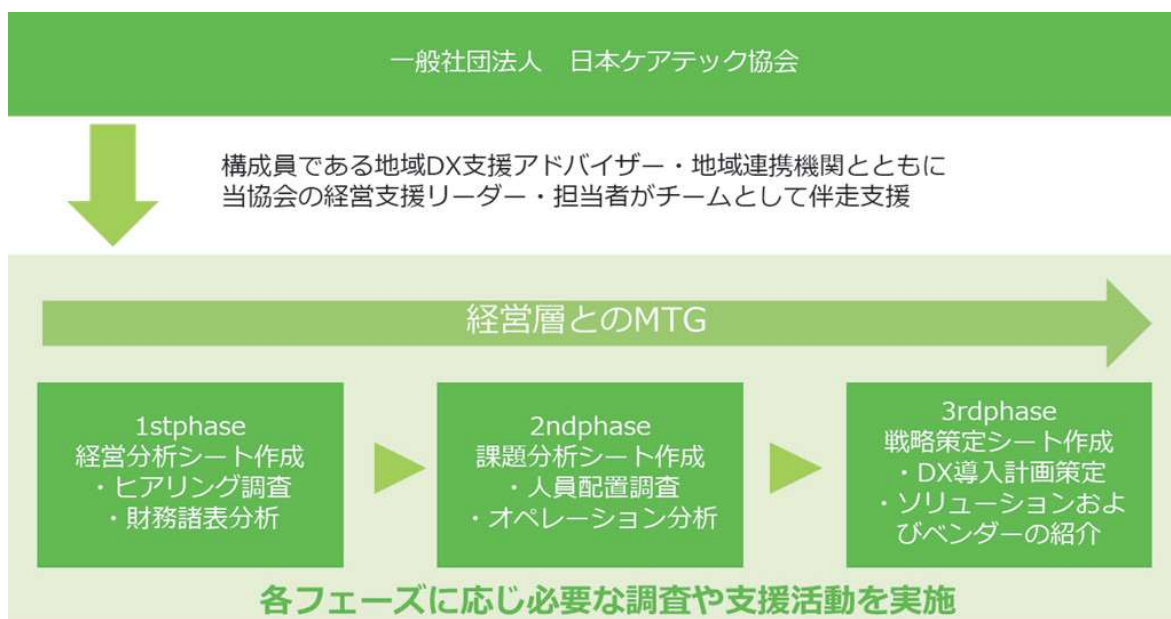 一般社団法人　日本ケアテック協会
構成員である地域DX支援アドバイザー・地域連携機関とともに
当協会の経営支援リーダー・担当者がチームとして伴走支援
経営層とのMTG
1stphase
経営分析シート作成
・ヒアリング調査
・財務諸表分析
2ndphase
課題分析シート作成
・人員配置調査
・オペレーション分析
3rdphase
戦略策定シート作成
・DX導入計画策定
・ソリューションおよ
びベンダーの紹介
各フェーズに応じ必要な調査や支援活動を実施